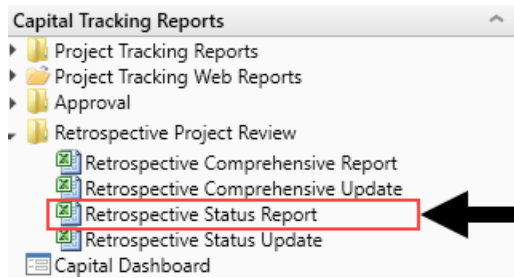 Capital Tracking Reports
Project Tracking Reports
Project Tracking Web Reports
Approval
Retrospective Project Review
Retrospective Comprehensive Report
Retrospective Comprehensive Update
Retrospective Status Report
Retrospective Status Update
Capital Dashboard